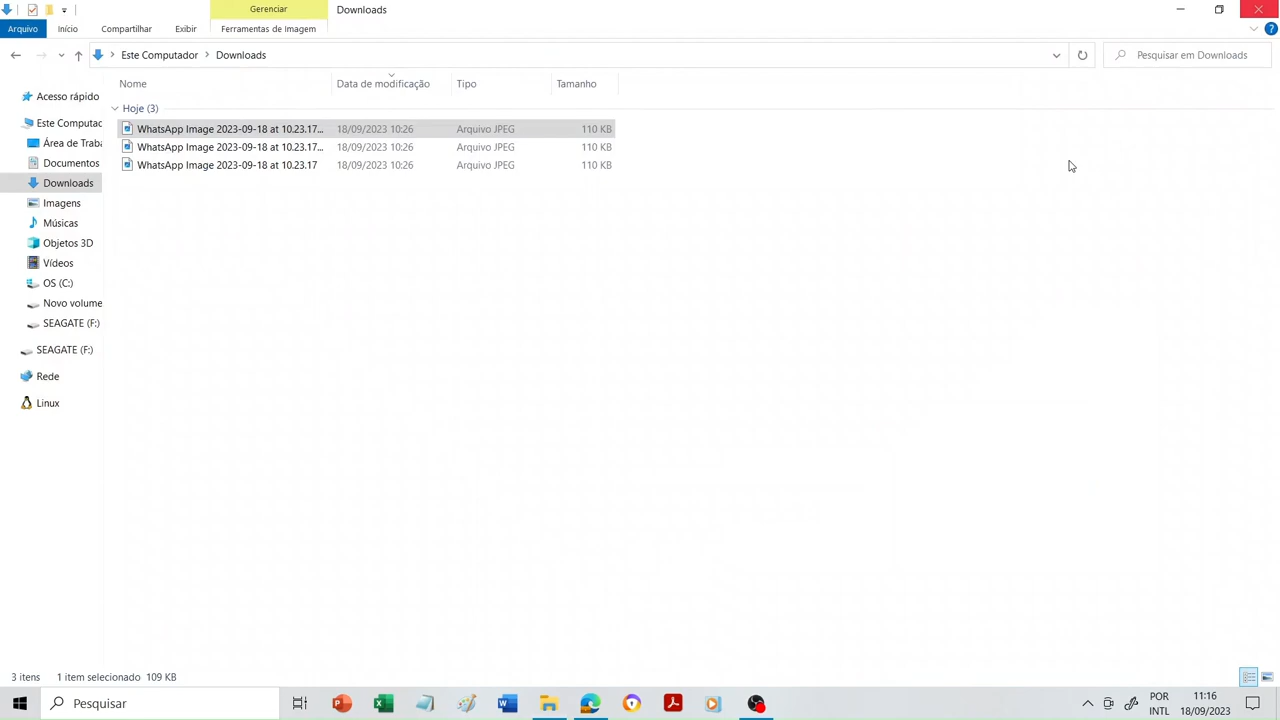 Gerenciar Downloads
Arquivo Início Compartilhar Exibir Ferramentas de Imagem
Este Computador Downloads Pesquisar em Downloads
Nome Data de modificação Tipo Tamanho
Acesso rápido
Este Computac
Área de Traba
Documentos
Downloads
Imagens
Músicas
Objetos 3D
Vídeos
OS (C:)
Novo volume
SEAGATE (F:)
SEAGATE (F:)
Rede
Linux
Hoje (3)
WhatsApp Image 2023-09-18 at 10.23.17... 18/09/2023 10:26 Arquivo JPEG 110 KB
WhatsApp Image 2023-09-18 at 10.23.17... 18/09/2023 10:26 Arquivo JPEG 110 KB
WhatsApp Image 2023-09-18 at 10.23.17 18/09/2023 10:26 Arquivo JPEG 110 KB
3 itens 1 item selecionado 109 KB
Pesquisar
POR 11:16
INTL 18/09/2023